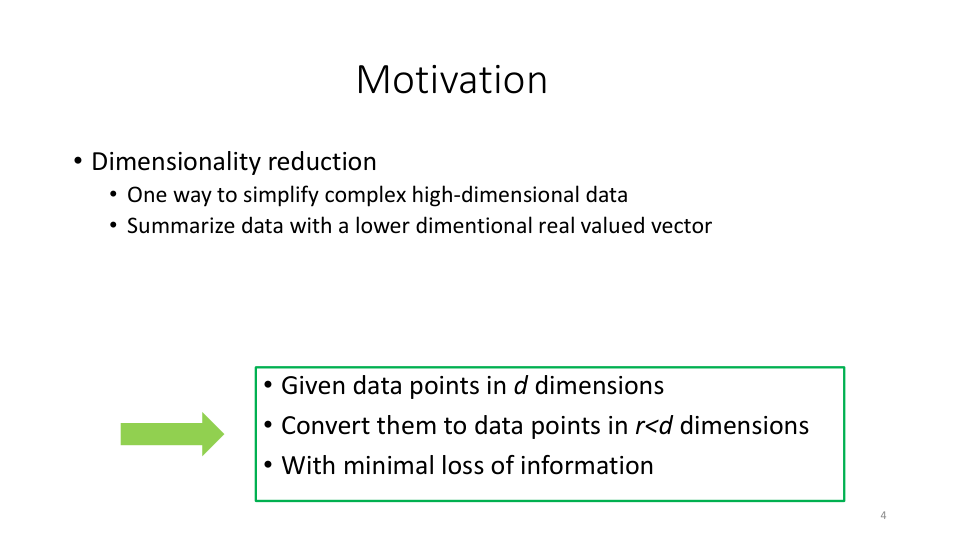 Motivation
• Dimensionality reduction
• One way to simplify complex high-dimensional data
• Summarize data with a lower dimentional real valued vector
• Given data points in d dimensions
• Convert them to data points in r<d dimensions
• With minimal loss of information
4